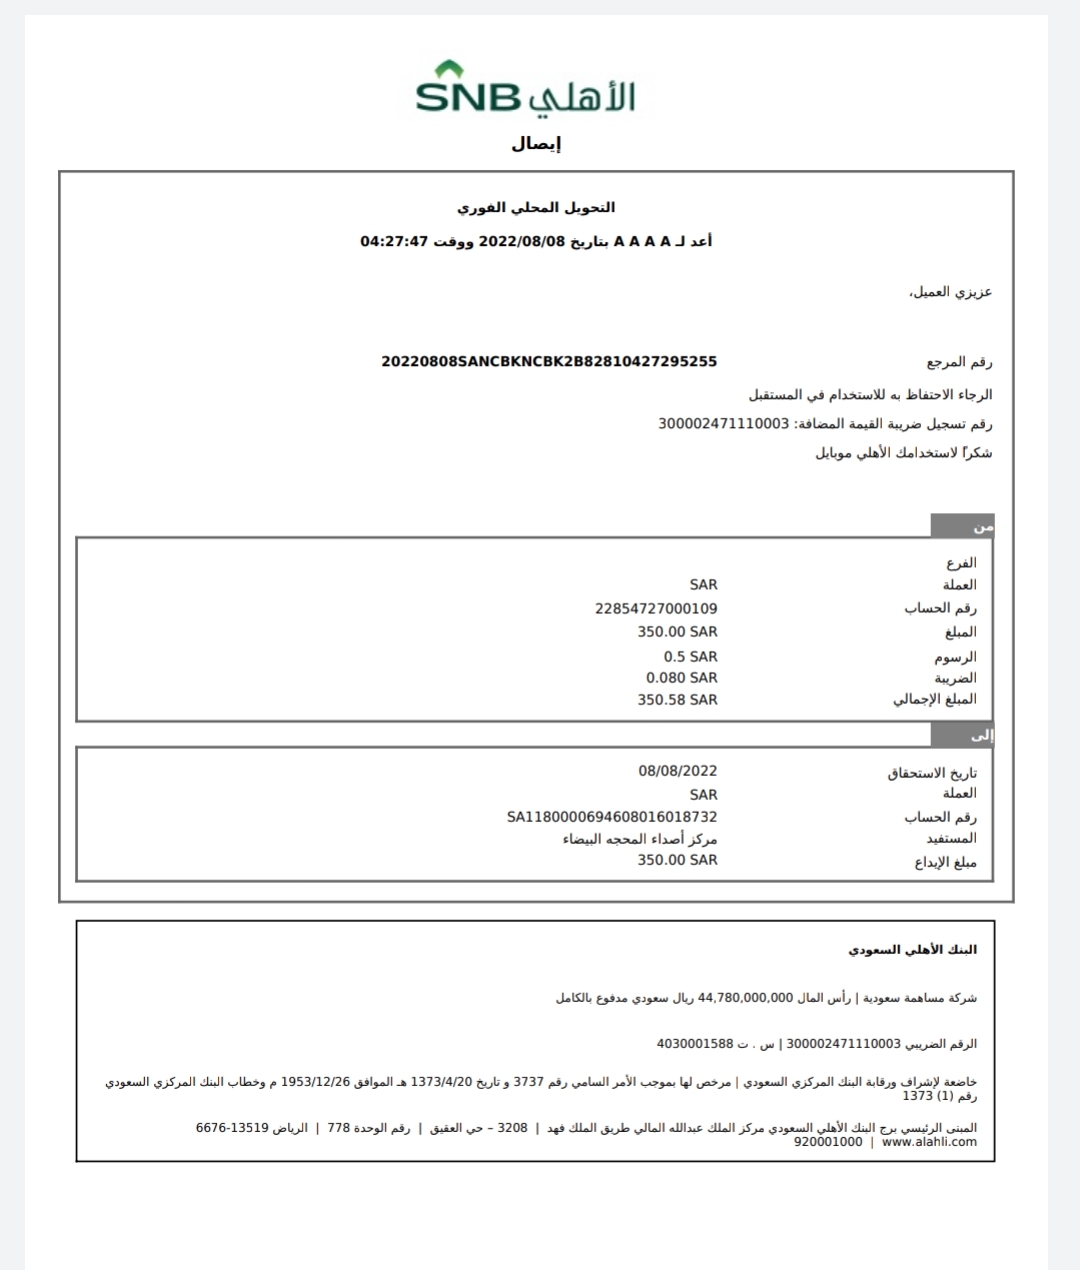 SNB الأهلي
إيصال
التحويل المحلي الفوري
أعد لـ A A A A بتاريخ 2022/08/08 ووقت 04:27:47
عزيزي العميل،
رقم المرجع 20220808SANCBKNCBK2B82810427295255
الرجاء الاحتفاظ به للاستخدام في المستقبل
رقم تسجيل ضريبة القيمة المضافة: 300002471110003
شكراً لاستخدامك الأهلي موبايل
من
الفرع
العملة SAR
رقم الحساب 22854727000109
المبلغ 350.00 SAR
الرسوم 0.5 SAR
الضريبة 0.080 SAR
المبلغ الإجمالي 350.58 SAR
إلى
تاريخ الاستحقاق 08/08/2022
العملة SAR
رقم الحساب SA1180000694608016018732
المستفيد مركز أصداء المحجه البيضاء
مبلغ الإيداع 350.00 SAR
البنك الأهلي السعودي
شركة مساهمة سعودية | رأس المال 44,780,000,000 ريال سعودي مدفوع بالكامل
الرقم الضريبي 300002471110003 | س . ت 4030001588
خاضعة لإشراف ورقابة البنك المركزي السعودي | مرخص لها بموجب الأمر السامي رقم 3737 و تاريخ 1373/4/20 هـ الموافق 1953/12/26 م وخطاب البنك المركزي السعودي
رقم (1) 1373
المبنى الرئيسي برج البنك الأهلي السعودي مركز الملك عبدالله المالي طريق الملك فهد | 3208 – حي العقيق | رقم الوحدة 778 | الرياض 13519-6676
920001000 | www.alahli.com